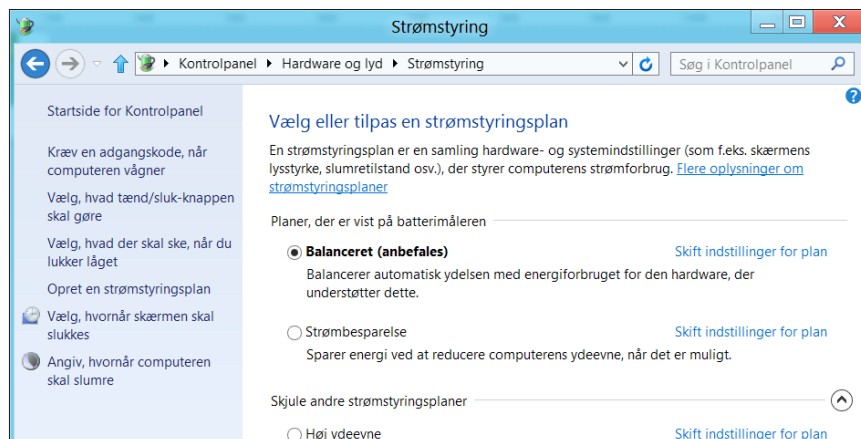 Strømstyring
Kontrolpanel ▸ Hardware og lyd ▸ Strømstyring
Søg i Kontrolpanel
Startside for Kontrolpanel
Kræv en adgangskode, når
computeren vågner
Vælg, hvad tænd/sluk-knappen
skal gøre
Vælg, hvad der skal ske, når du
lukker låget
Opret en strømstyringsplan
Vælg, hvornår skærmen skal
slukkes
Angiv, hvornår computeren
skal slumre
Vælg eller tilpas en strømstyringsplan
En strømstyringsplan er en samling hardware- og systemindstillinger (som f.eks. skærmens
lysstyrke, slumretilstand osv.), der styrer computerens strømforbrug. Flere oplysninger om
strømstyringsplaner
Planer, der er vist på batterimåleren
Balanceret (anbefales) Skift indstillinger for plan
Balancerer automatisk ydelsen med energiforbruget for den hardware, der
understøtter dette.
Strømbesparelse Skift indstillinger for plan
Sparer energi ved at reducere computerens ydeevne, når det er muligt.
Skjule andre strømstyringsplaner
Høj ydeevne Skift indstillinger for plan